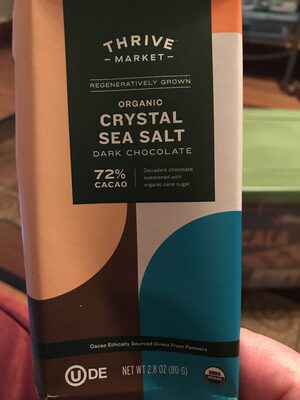 THRIVE
MARKET
REGENERATIVELY GROWN
ORGANIC
CRYSTAL
SEA SALT
DARK CHOCOLATE
72%
CACAO
Decadent chocolate
sweetened with
organic cane sugar
Cacao Ethically Sourced Direct From Farmers
U DE
NET WT 2.8 OZ (80 G)
USDA
ORGANIC